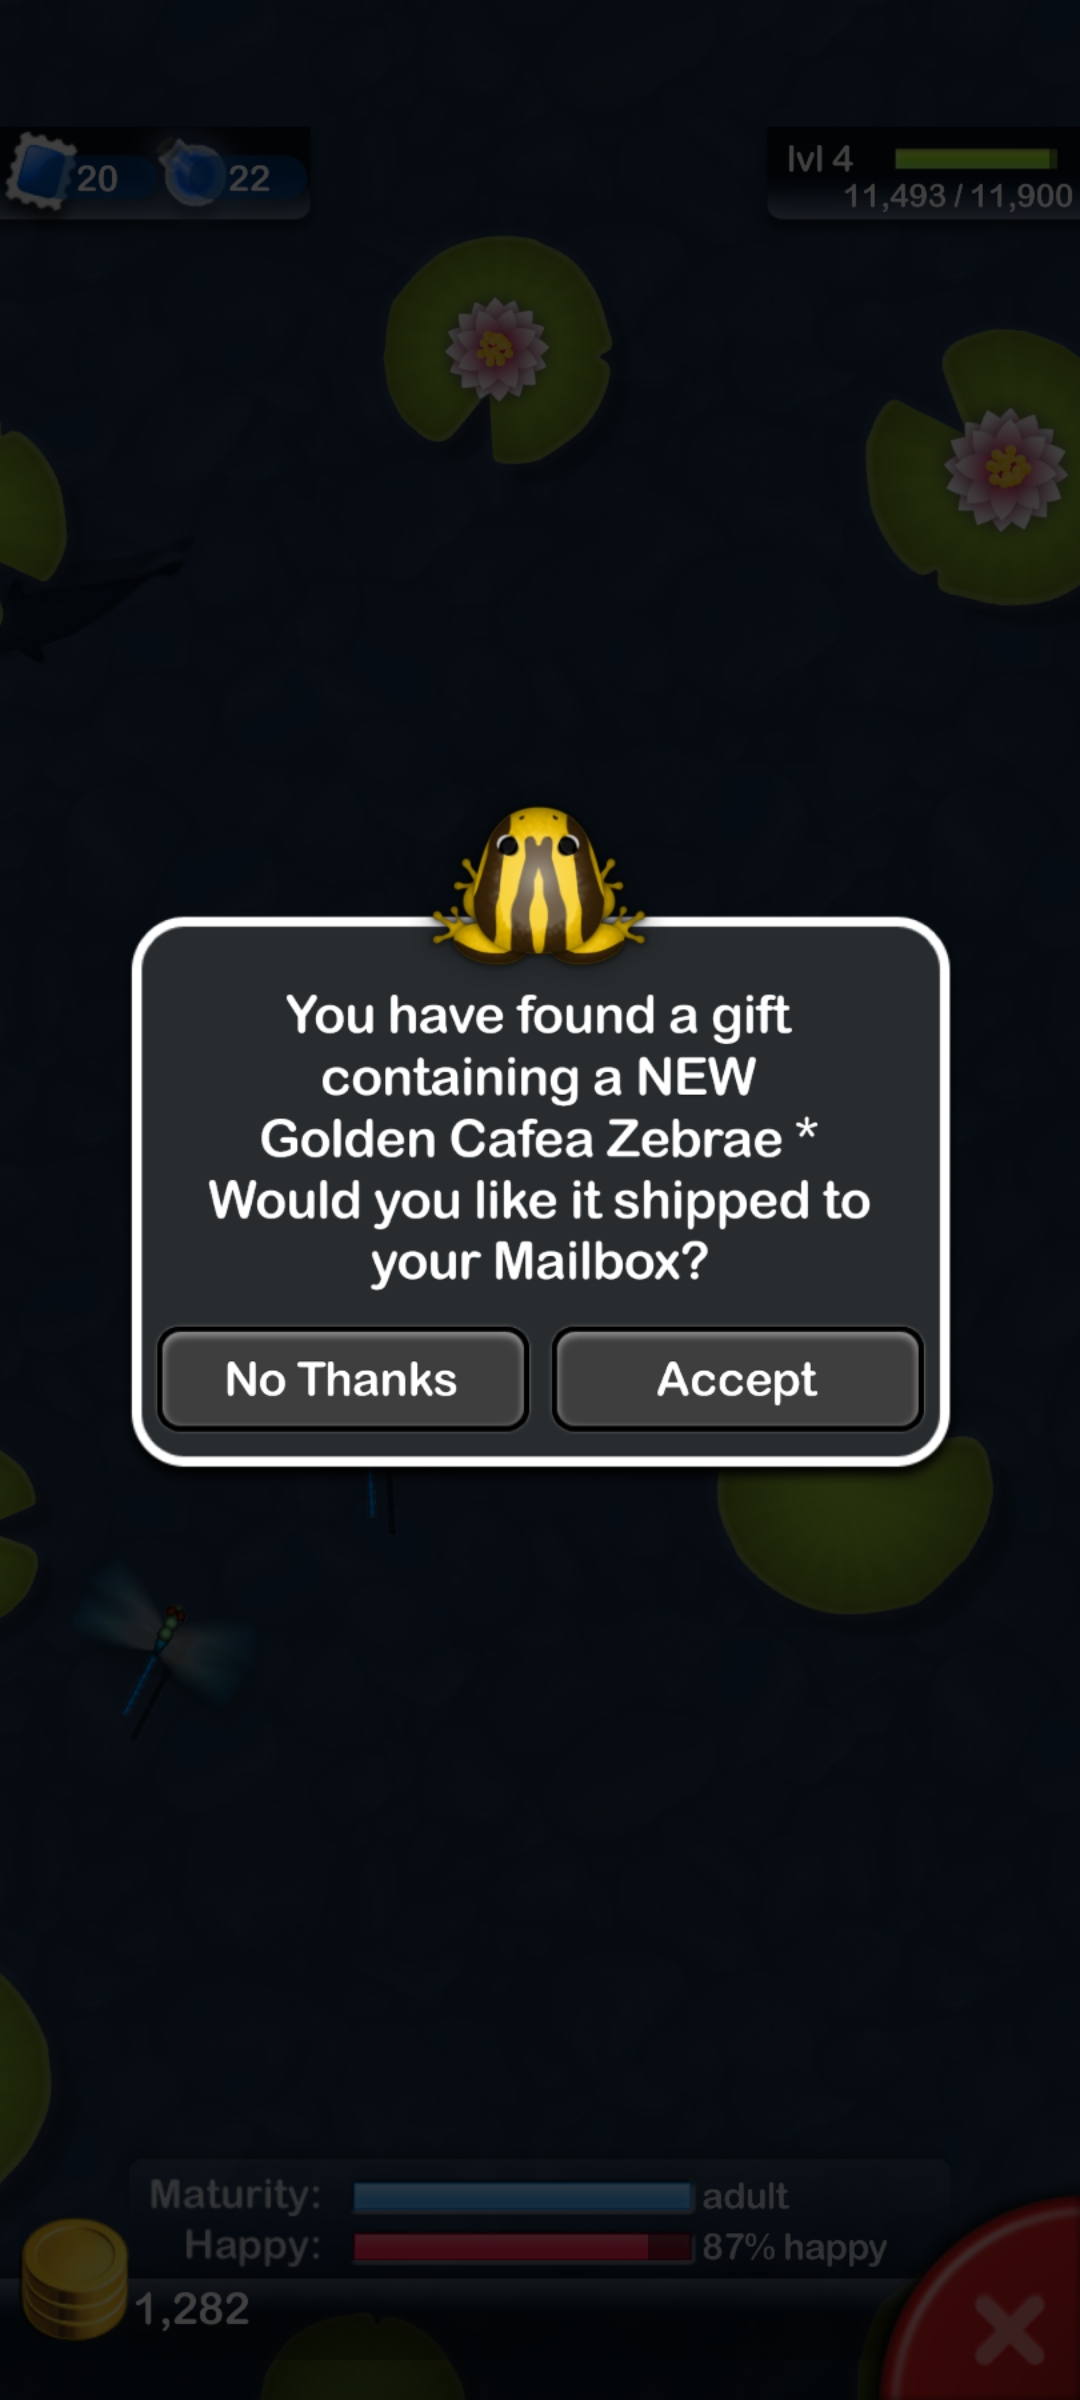 20 22
lvl 4
11,493 / 11,900
You have found a gift
containing a NEW
Golden Cafea Zebrae *
Would you like it shipped to
your Mailbox?
No Thanks Accept
Maturity: adult
Happy: 87% happy
1,282